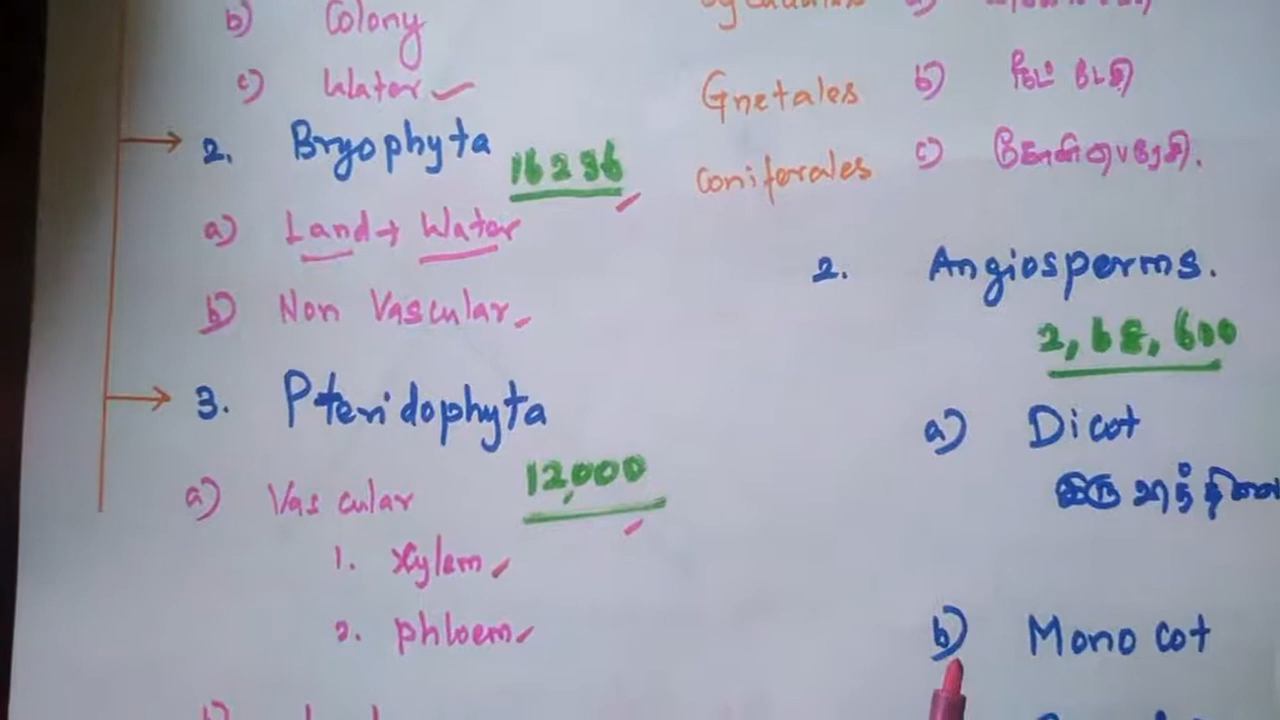 b) Colony
c) Water
2. Bryophyta
16236
a) Land → Water
b) Non Vascular
3. Pteridophyta
12,000
a) Vascular
1. Xylem
2. phloem
Gnetales
b)
coniferales
c)
2. Angiosperms.
2,68,600
a) Dicot
b) Mono cot